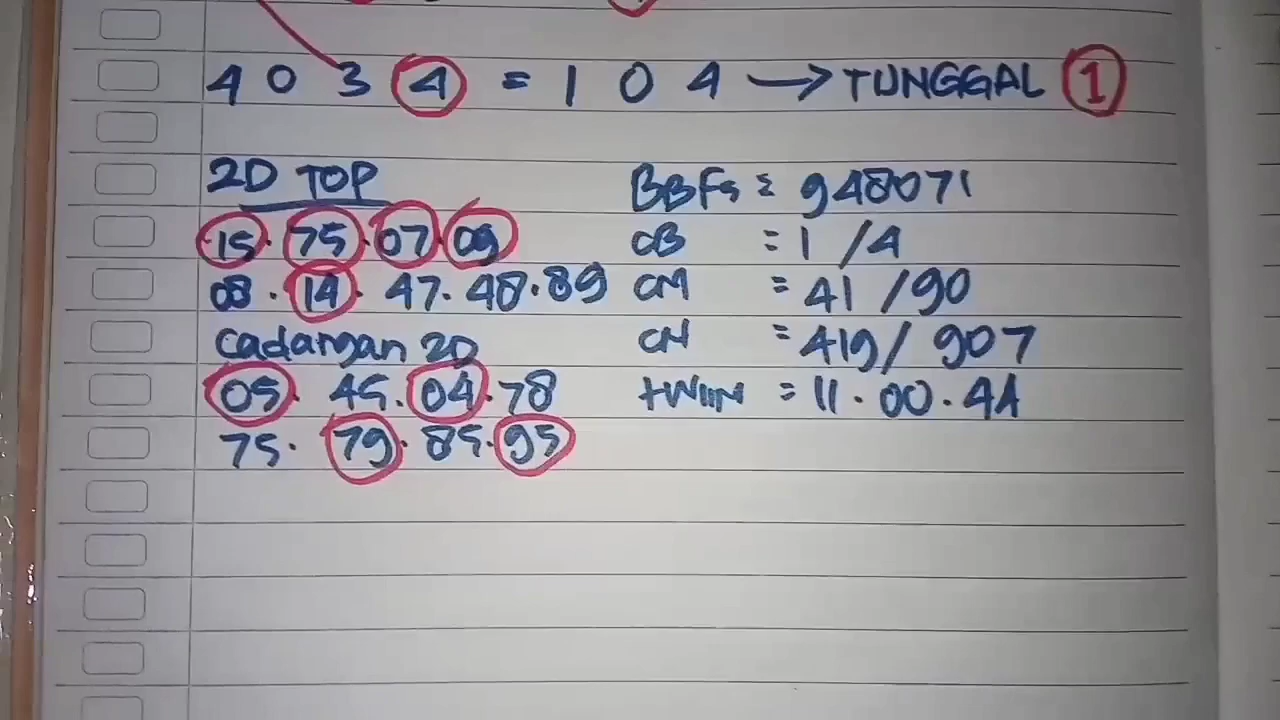 4 0 3 4 = 1 0 4 → TUNGGAL 1
2D TOP
15. 75. 07. 09
08. 14. 47. 48. 89
cadangan 2D
05. 45. 04. 78
75. 79. 85. 95
BBFS = 948071
CB = 1 / 4
CM = 41 / 90
CN = 419 / 907
tWIN = 11. 00. 44